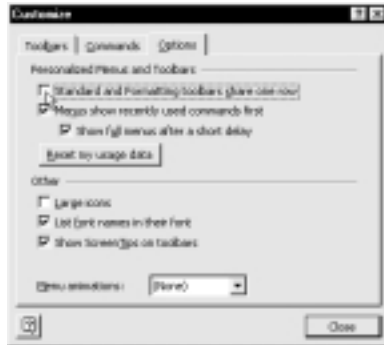 Customize
Toolbars Commands Options
Personalized Menus and Toolbars
Standard and Formatting toolbars share one row
Menus show recently used commands first
Show full menus after a short delay
Reset my usage data
Other
Large icons
List font names in their font
Show ScreenTips on toolbars
Menu animations: (None)
Close